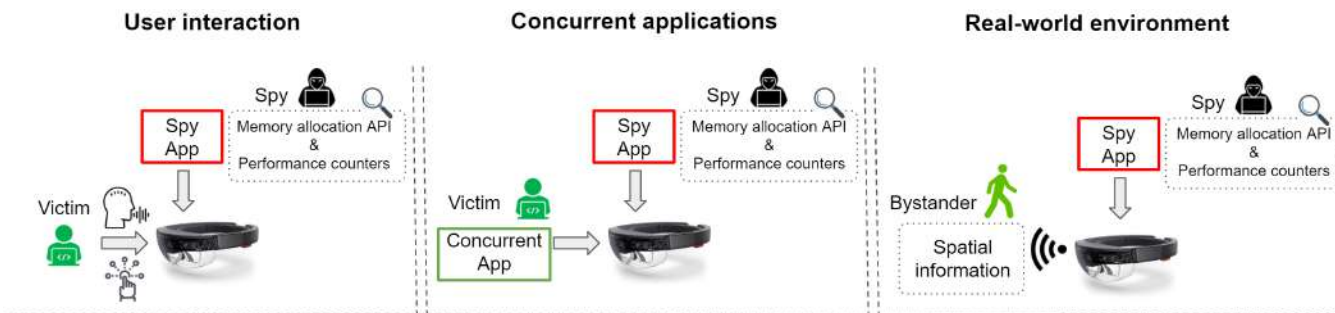 User interaction
Spy
Spy
App
Memory allocation API
&
Performance counters
Victim
Concurrent applications
Spy
Spy
App
Memory allocation API
&
Performance counters
Victim
Concurrent
App
Real-world environment
Spy
Spy
App
Memory allocation API
&
Performance counters
Bystander
Spatial
information